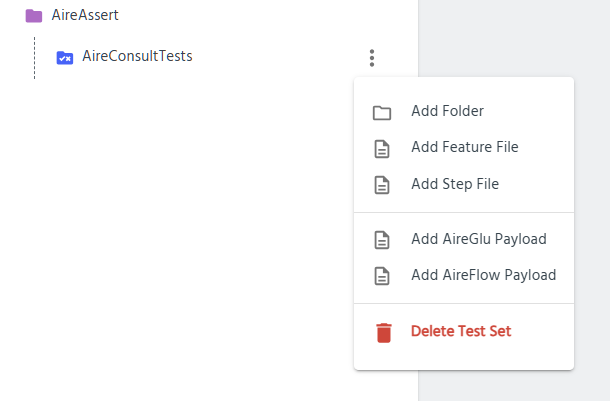 AireAssert
AireConsultTests
Add Folder
Add Feature File
Add Step File
Add AireGlu Payload
Add AireFlow Payload
Delete Test Set